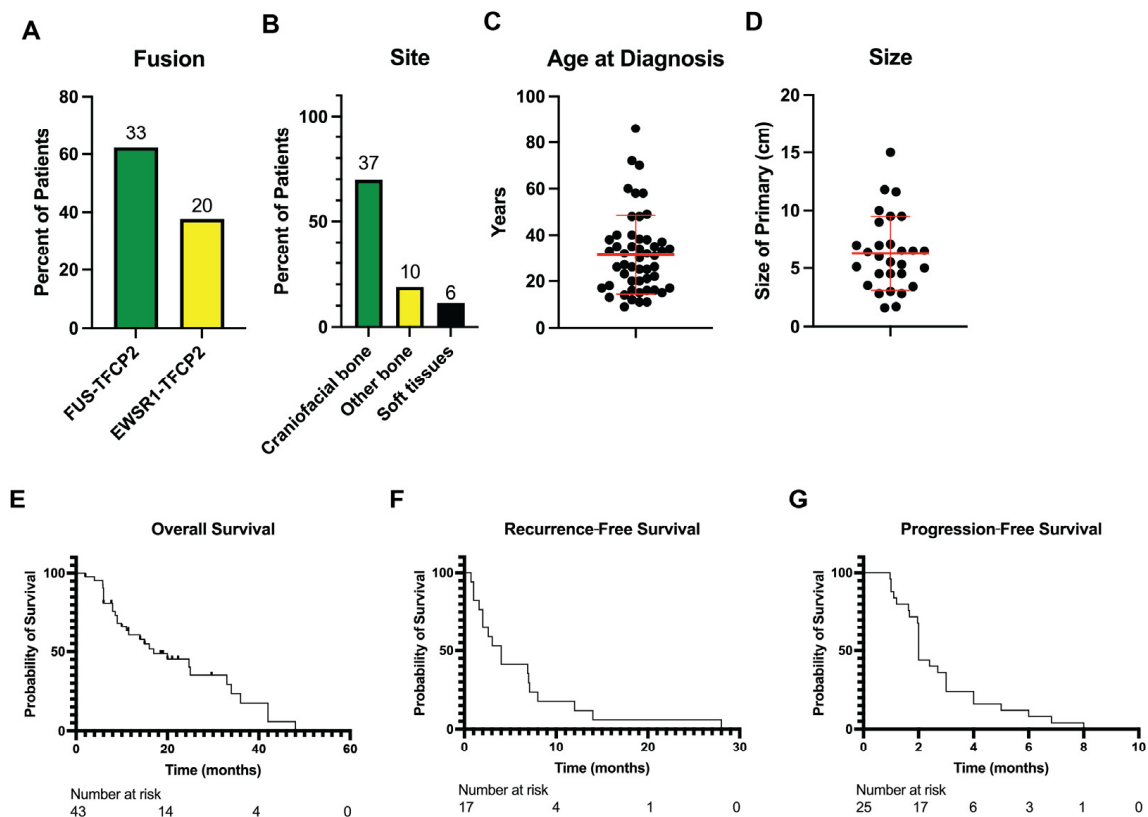 A
Fusion
Percent of Patients
80
60
40
20
0
33
20
FUS-TFCP2
EWSR1-TFCP2
B
Site
Percent of Patients
100
50
0
37
10
6
Craniofacial bone
Other bone
Soft tissues
C
Age at Diagnosis
Years
100
80
60
40
20
0
D
Size
Size of Primary (cm)
20
15
10
5
0
E
Overall Survival
Probability of Survival
100
50
0
0 20 40 60
Time (months)
Number at risk
43 14 4 0
F
Recurrence-Free Survival
Probability of Survival
100
50
0
0 10 20 30
Time (months)
Number at risk
17 4 1 0
G
Progression-Free Survival
Probability of Survival
100
50
0
0 2 4 6 8 10
Time (months)
Number at risk
25 17 6 3 1 0